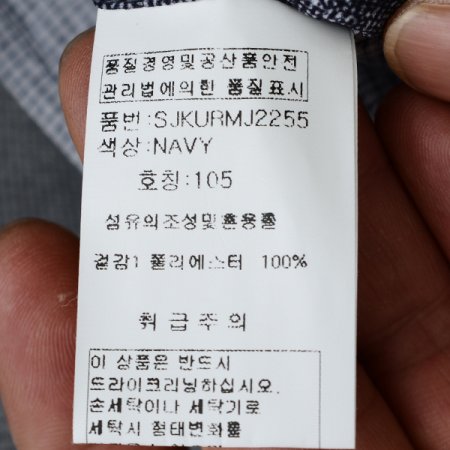 품질경영및공산품안전
관리법에의한 품질표시
품번:SJKURMJ2255
색상:NAVY
호칭:105
섬유의조성및혼용률
겉감1 폴리에스터 100%
취급주의
이 상품은 반드시
드라이크리닝하십시오.
손세탁이나 세탁기로
세탁시 형태변화를